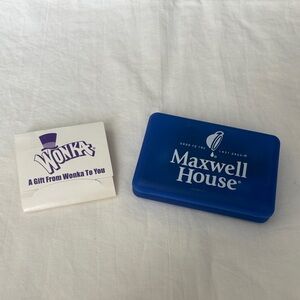 WONKA
A Gift From Wonka To You
GOOD TO THE LAST DROP®
Maxwell
House®